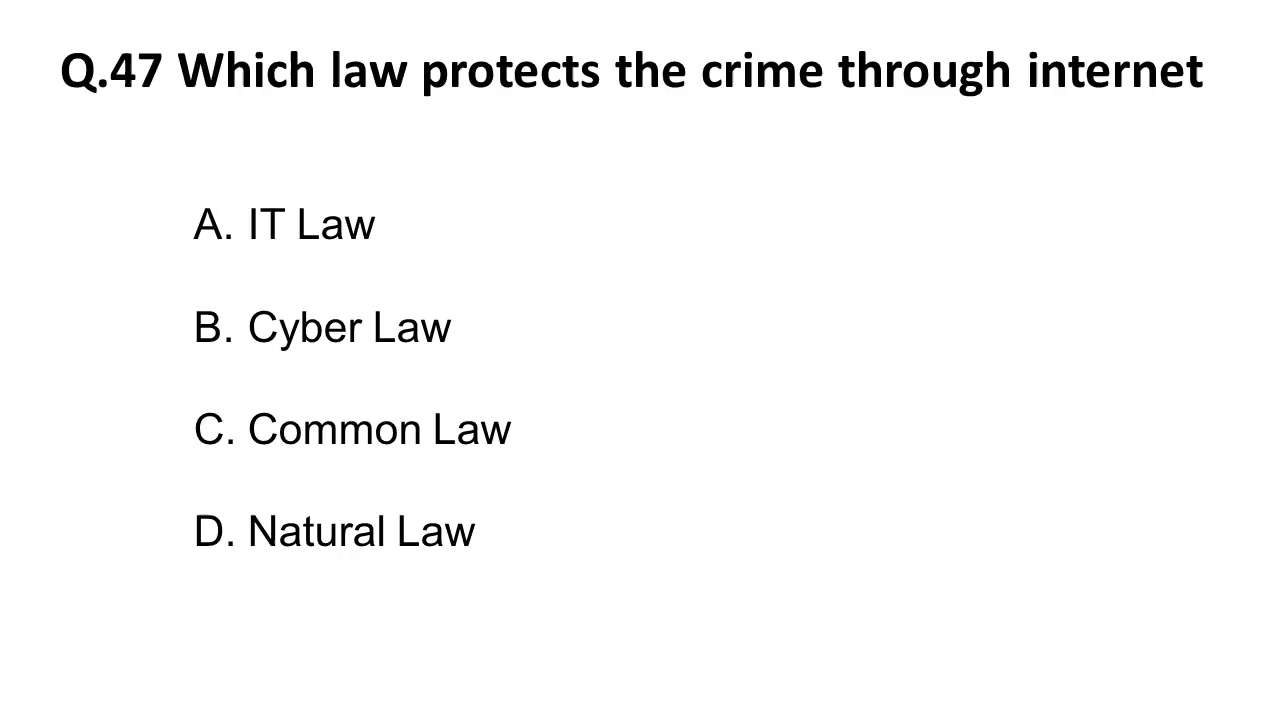 Q.47 Which law protects the crime through internet
A. IT Law
B. Cyber Law
C. Common Law
D. Natural Law